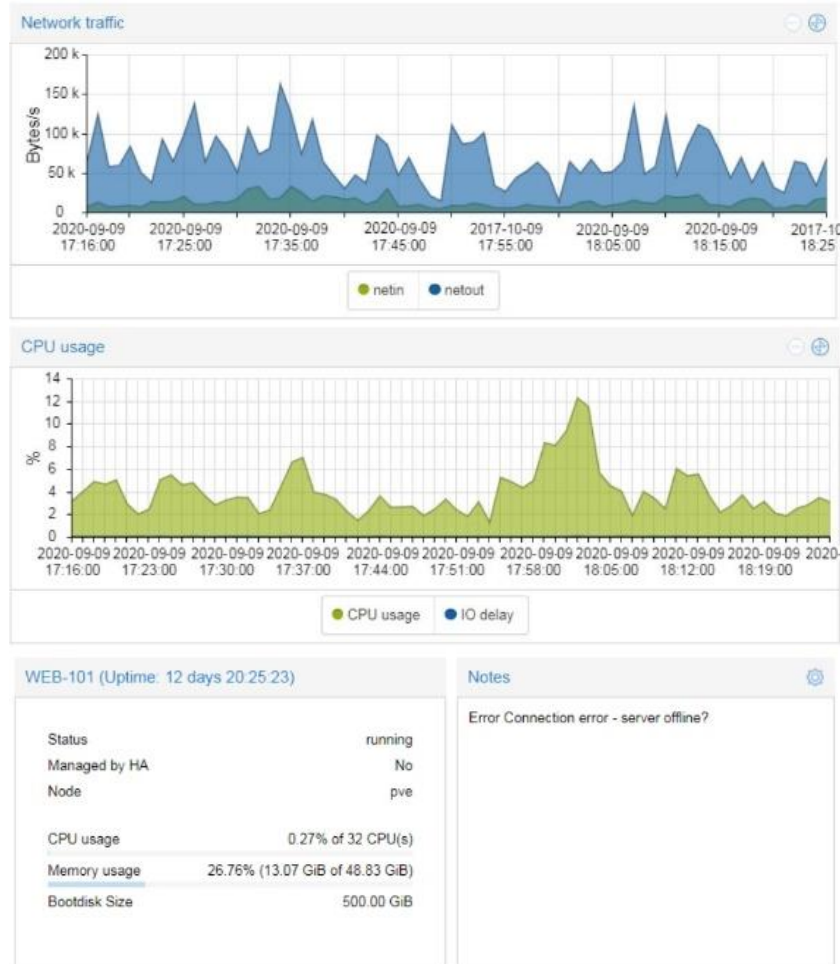 Network traffic
200 k
150 k
100 k
50 k
0
Bytes/s
2020-09-09 2020-09-09 2020-09-09 2020-09-09 2017-10-09 2020-09-09 2020-09-09 2017-10
17:16:00 17:25:00 17:35:00 17:45:00 17:55:00 18:05:00 18:15:00 18:25
netin netout
CPU usage
14
12
10
8
6
4
2
0
%
2020-09-09 2020-09-09 2020-09-09 2020-09-09 2020-09-09 2020-09-09 2020-09-09 2020-09-09 2020-09-09 2020-09-09 2020-
17:16:00 17:23:00 17:30:00 17:37:00 17:44:00 17:51:00 17:58:00 18:05:00 18:12:00 18:19:00
CPU usage IO delay
WEB-101 (Uptime: 12 days 20:25:23)
Status running
Managed by HA No
Node pve
CPU usage 0.27% of 32 CPU(s)
Memory usage 26.76% (13.07 GiB of 48.83 GiB)
Bootdisk Size 500.00 GiB
Notes
Error Connection error - server offline?